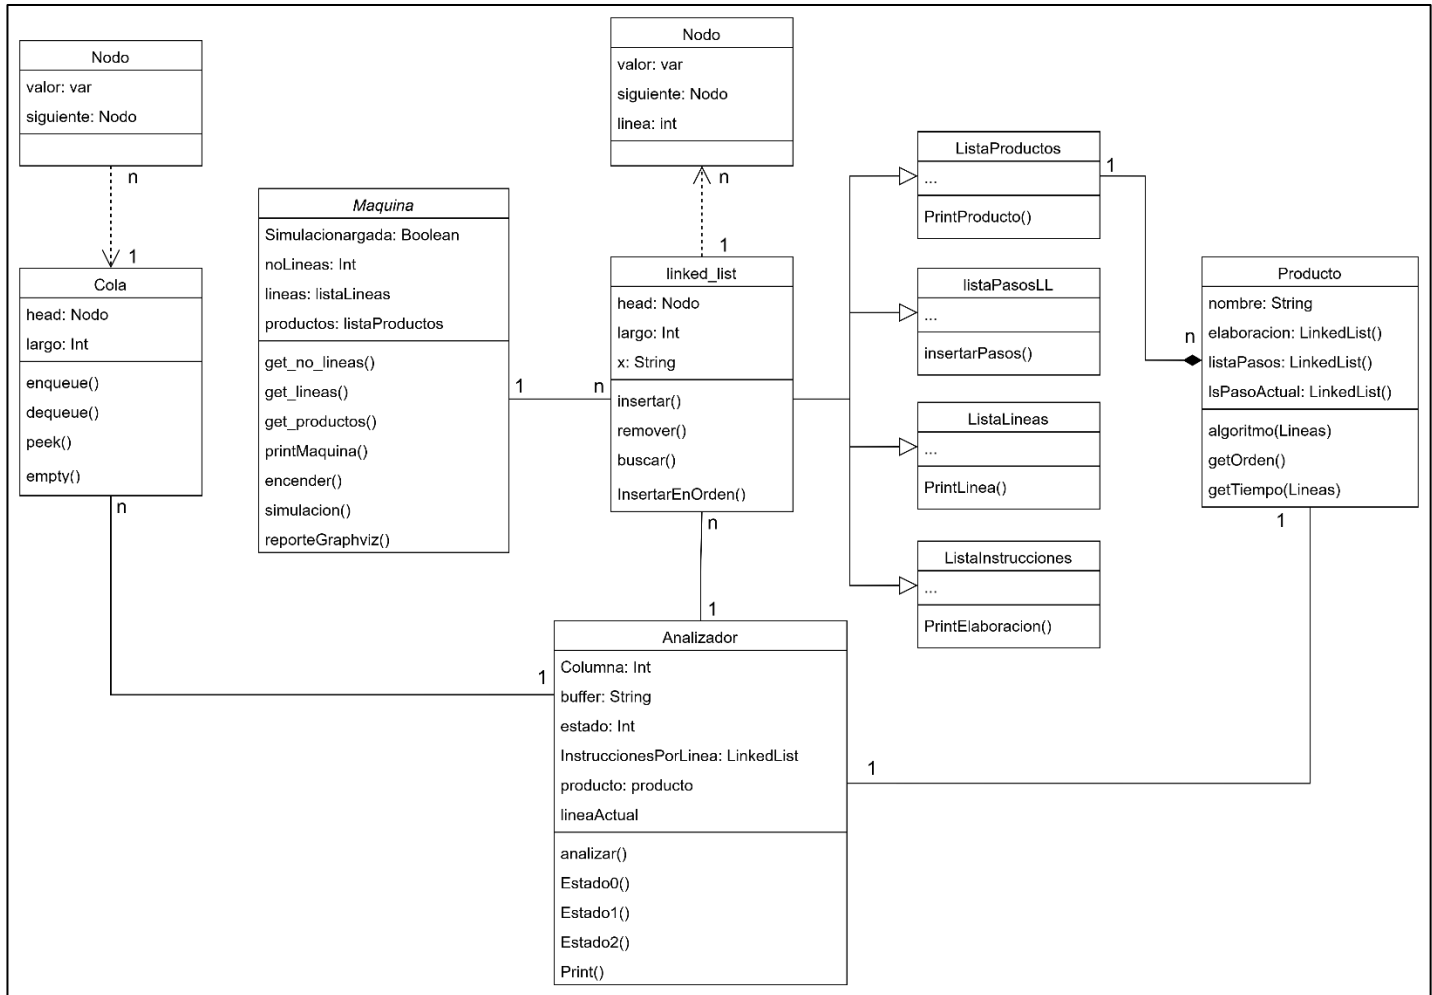 Nodo
valor: var
siguiente: Nodo
n
1
Cola
head: Nodo
largo: Int
enqueue()
dequeue()
peek()
empty()
n
Maquina
Simulacionargada: Boolean
noLineas: Int
lineas: listaLineas
productos: listaProductos
get_no_lineas()
get_lineas()
get_productos()
printMaquina()
encender()
simulacion()
reporteGraphviz()
1
n
Nodo
valor: var
siguiente: Nodo
linea: int
n
1
linked_list
head: Nodo
largo: Int
x: String
insertar()
remover()
buscar()
InsertarEnOrden()
n
1
ListaProductos
...
PrintProducto()
1
listaPasosLL
...
insertarPasos()
ListaLineas
...
PrintLinea()
ListaInstrucciones
...
PrintElaboracion()
n
Producto
nombre: String
elaboracion: LinkedList()
listaPasos: LinkedList()
lsPasoActual: LinkedList()
algoritmo(Lineas)
getOrden()
getTiempo(Lineas)
1
1
1
Analizador
Columna: Int
buffer: String
estado: Int
InstruccionesPorLinea: LinkedList
producto: producto
lineaActual
analizar()
Estado0()
Estado1()
Estado2()
Print()